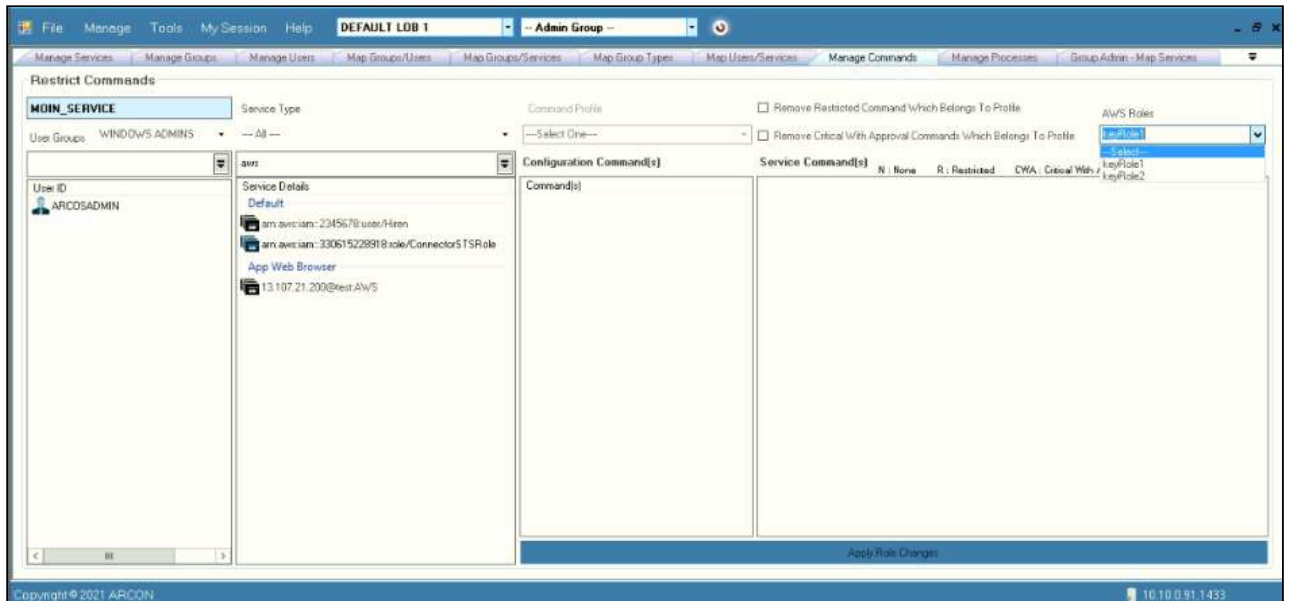 File Manage Tools My Session Help DEFAULT LOB 1 -- Admin Group --
Manage Services Manage Groups Manage Users Map Groups/Users Map Groups/Services Map Group Types Map Users/Services Manage Commands Manage Processes Group Admin - Map Services
Restrict Commands
MOIN_SERVICE Service Type Command Profile Remove Restricted Command Which Belongs To Profile AWS Roles
User Groups WINDOWS ADMINS --- All --- ---Select One--- Remove Critical With Approval Commands Which Belongs To Profile keyRole1
---Select---
aws Configuration Command(s) Service Command(s) N : None R : Restricted CWA : Critical With keyRole1
keyRole2
User ID Service Details Command(s)
ARCOSADMIN Default
arn:aws:iam::2345678:user/Hiren
arn:aws:iam::330615228918:role/ConnectorSTSRole
App Web Browser
13.107.21.200@test:AWS
Apply Role Changes
Copyright © 2021 ARCON 10.10.0.91,1433